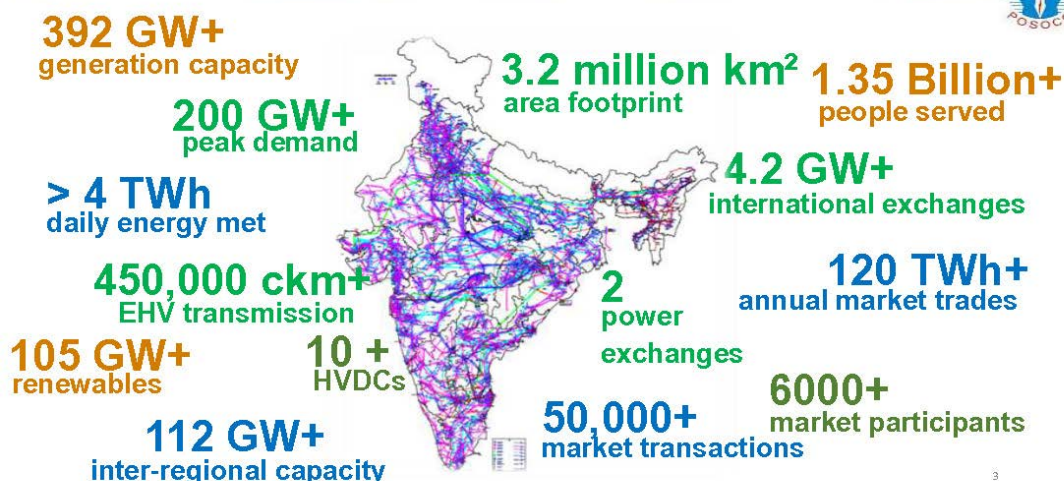 POSOCO
392 GW+
generation capacity
3.2 million km²
area footprint
1.35 Billion+
people served
200 GW+
peak demand
4.2 GW+
international exchanges
> 4 TWh
daily energy met
450,000 ckm+
EHV transmission
2
power
exchanges
120 TWh+
annual market trades
105 GW+
renewables
10 +
HVDCs
6000+
market participants
112 GW+
inter-regional capacity
50,000+
market transactions
3